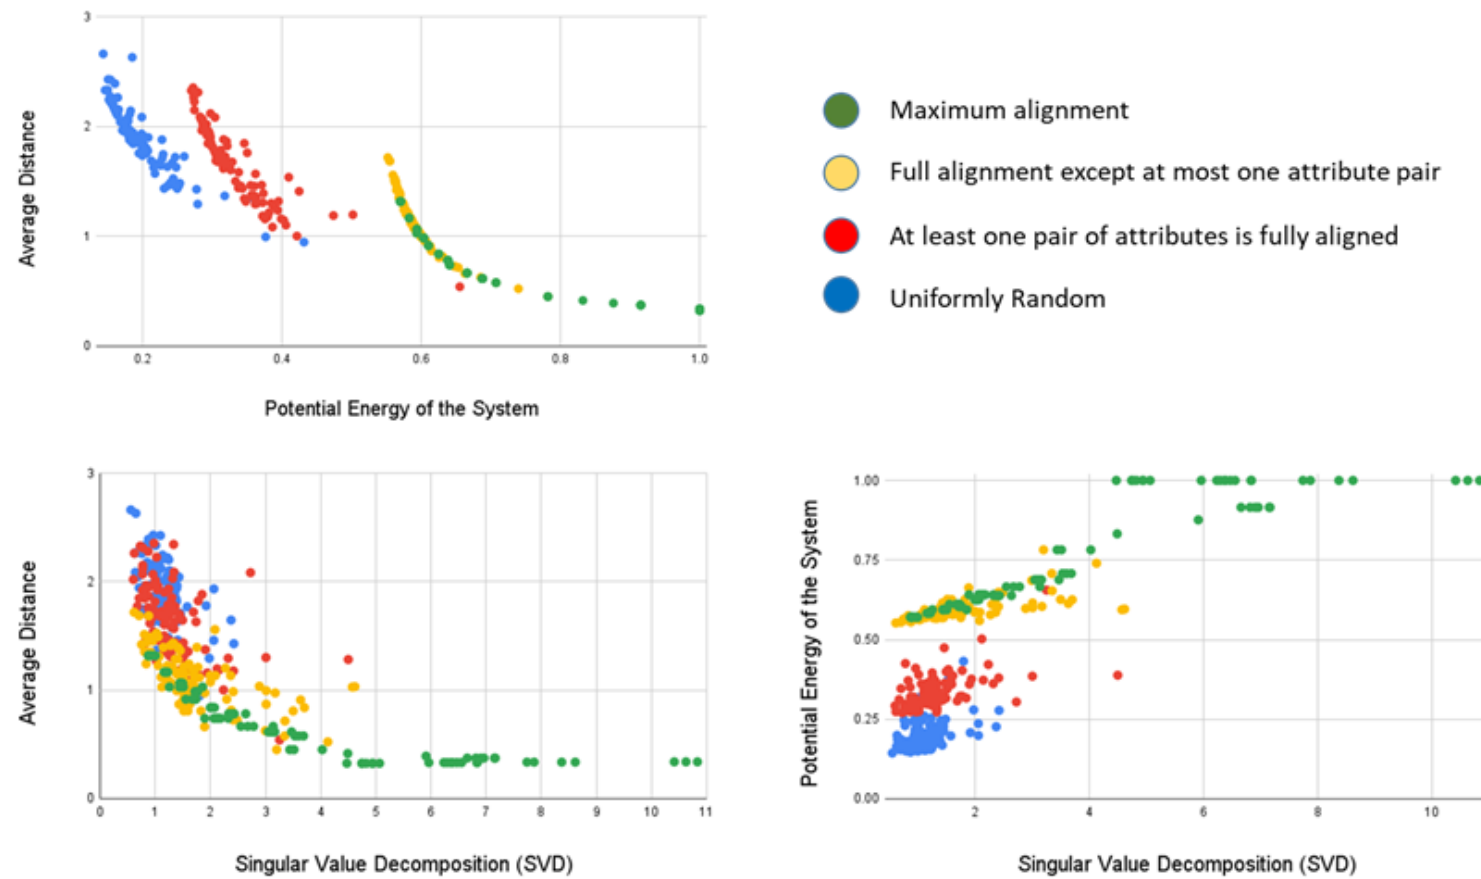 3
2
1
0
Average Distance
0.2 0.4 0.6 0.8 1.0
Potential Energy of the System
Maximum alignment
Full alignment except at most one attribute pair
At least one pair of attributes is fully aligned
Uniformly Random
3
2
1
0
Average Distance
0 1 2 3 4 5 6 7 8 9 10 11
Singular Value Decomposition (SVD)
1.00
0.75
0.50
0.25
0.00
Potential Energy of the System
2 4 6 8 10
Singular Value Decomposition (SVD)